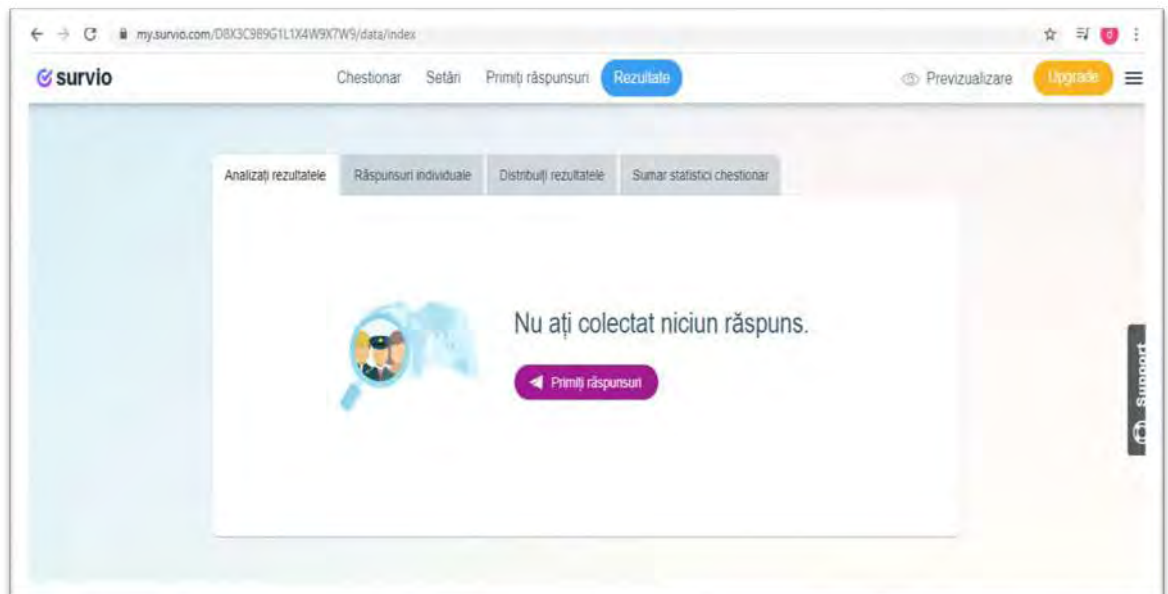 my.survio.com/D8X3C9B9G1L1X4W9X7W9/data/index
survio
Chestionar Setări Primiți răspunsuri Rezultate Previzualizare Upgrade
Analizați rezultatele Răspunsuri individuale Distribuiți rezultatele Sumar statistici chestionar
Nu ați colectat niciun răspuns.
Primiți răspunsuri
Support